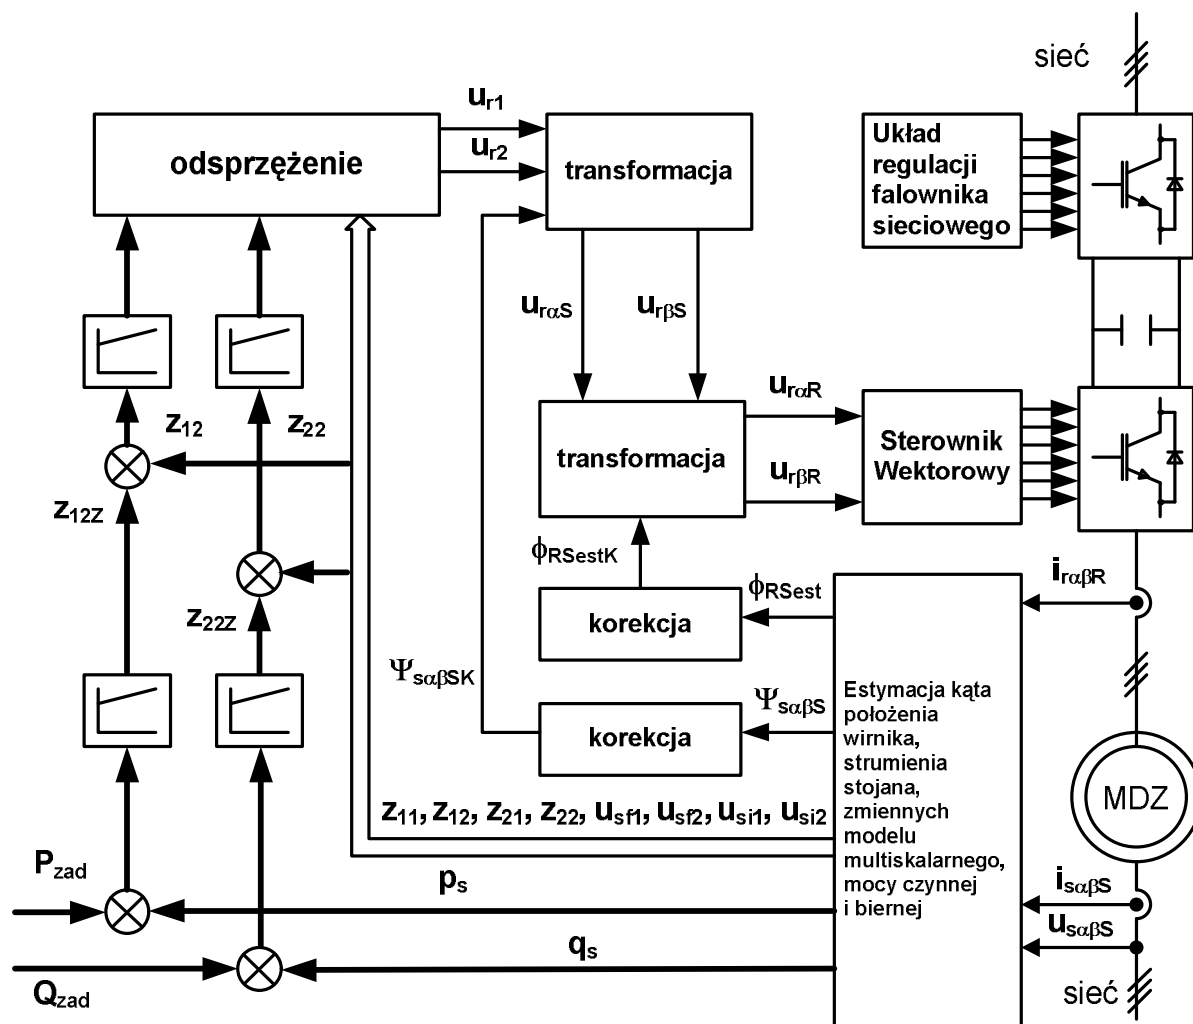 sieć
u_r1
u_r2
odsprzężenie
transformacja
Układ
regulacji
falownika
sieciowego
u_rαS
u_rβS
z_12
z_22
u_rαR
transformacja
u_rβR
Sterownik
Wektorowy
z_12Z
ϕ_RSestK
i_rαβR
ϕ_RSest
z_22Z
korekcja
Ψ_sαβSK
Ψ_sαβS
korekcja
Estymacja kąta
położenia
wirnika,
strumienia
stojana,
zmiennych
modelu
multiskalarnego,
mocy czynnej
i biernej
MDZ
z_11, z_12, z_21, z_22, u_sf1, u_sf2, u_si1, u_si2
P_zad
p_s
i_sαβS
u_sαβS
q_s
Q_zad
sieć